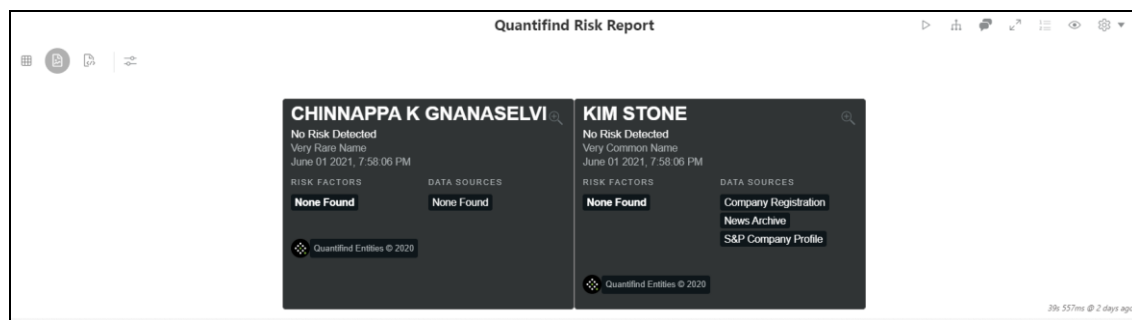 Quantifind Risk Report
CHINNAPPA K GNANASELVI
No Risk Detected
Very Rare Name
June 01 2021, 7:58:06 PM
RISK FACTORS
DATA SOURCES
None Found
None Found
Quantifind Entities © 2020
KIM STONE
No Risk Detected
Very Common Name
June 01 2021, 7:58:06 PM
RISK FACTORS
DATA SOURCES
None Found
Company Registration
News Archive
S&P Company Profile
Quantifind Entities © 2020
39s 557ms @ 2 days ago